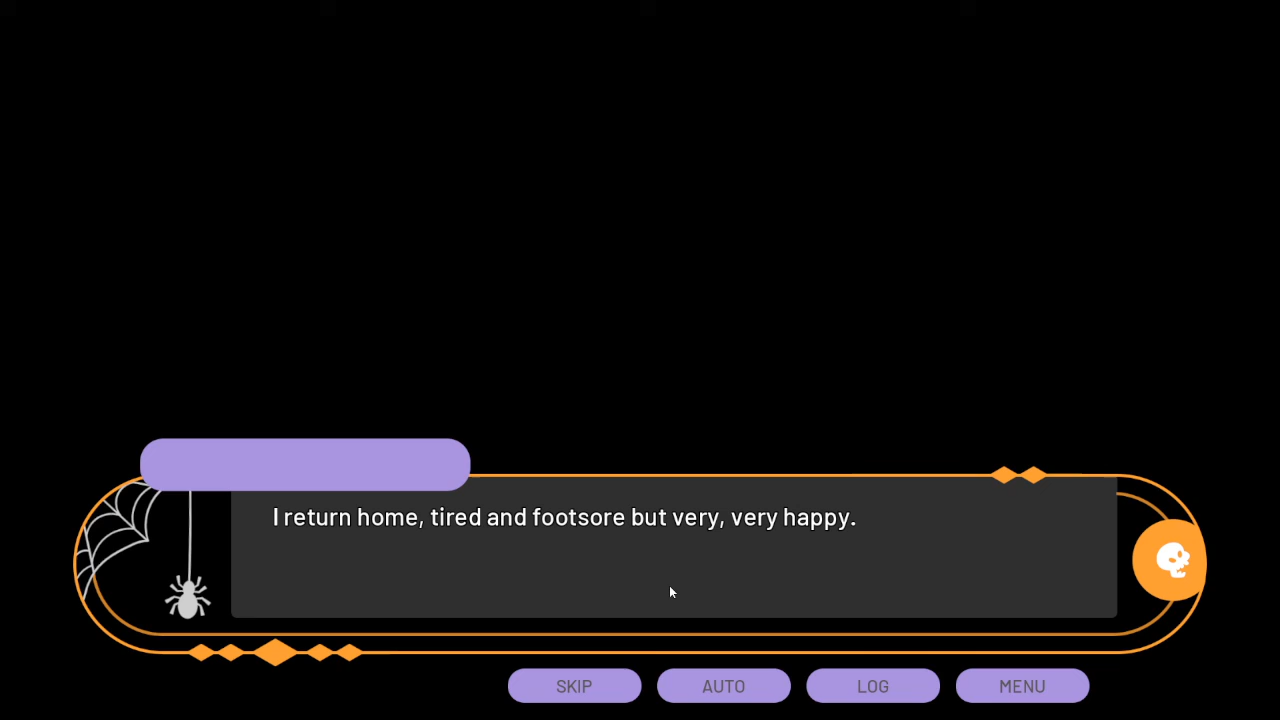 I return home, tired and footsore but very, very happy.
SKIP AUTO LOG MENU